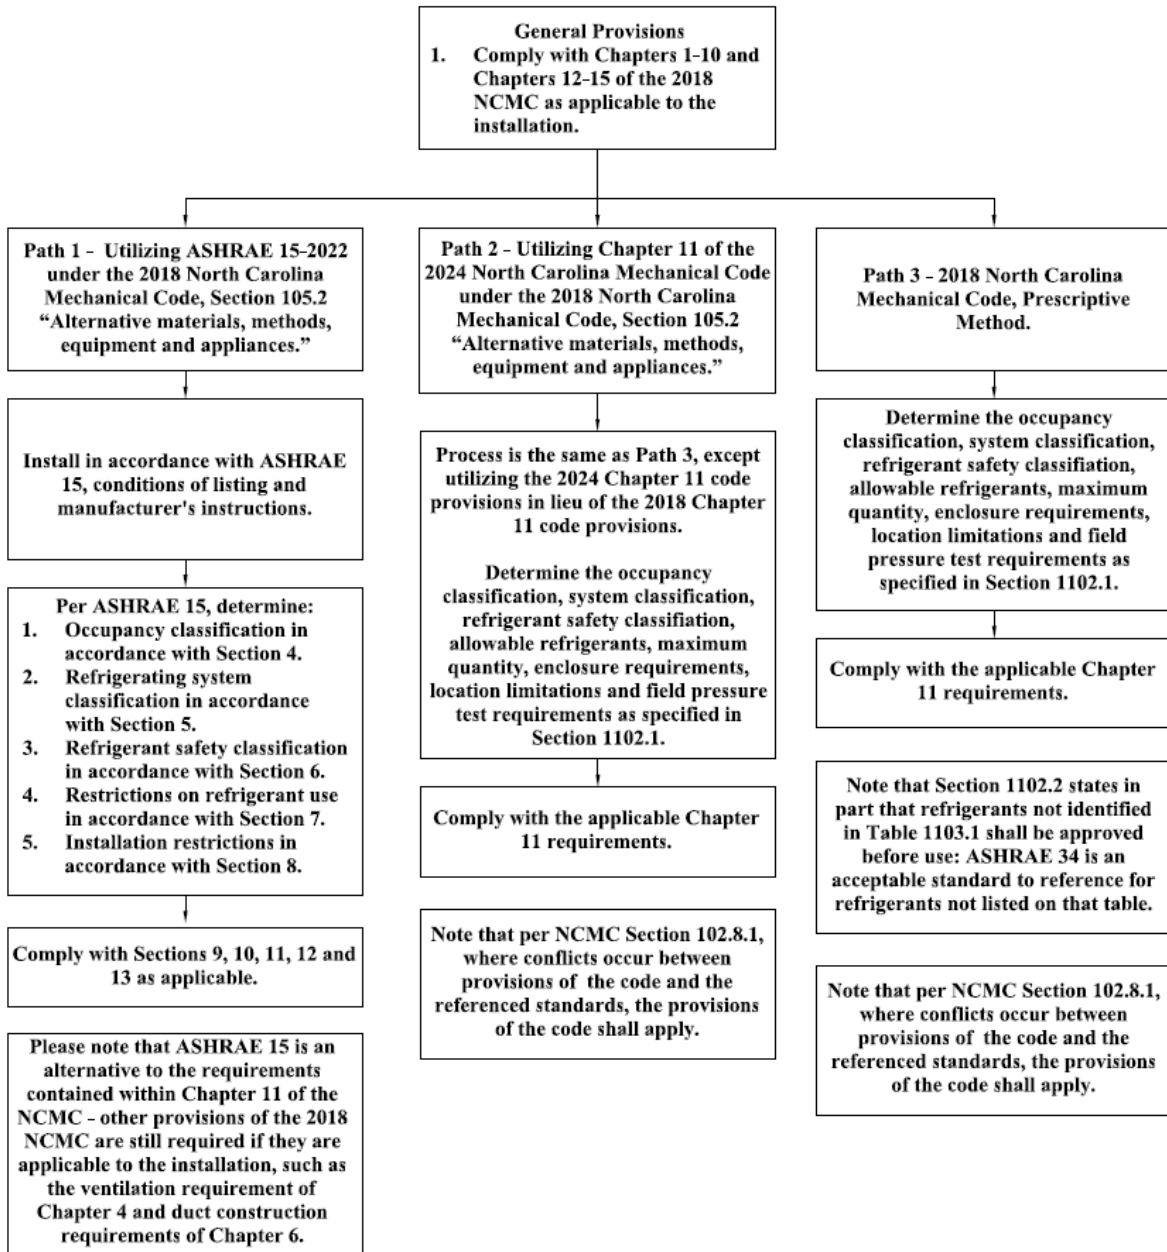 General Provisions
1. Comply with Chapters 1-10 and
Chapters 12-15 of the 2018
NCMC as applicable to the
installation.
Path 1 - Utilizing ASHRAE 15-2022
under the 2018 North Carolina
Mechanical Code, Section 105.2
“Alternative materials, methods,
equipment and appliances.”
Install in accordance with ASHRAE
15, conditions of listing and
manufacturer's instructions.
Per ASHRAE 15, determine:
1. Occupancy classification in
accordance with Section 4.
2. Refrigerating system
classification in accordance
with Section 5.
3. Refrigerant safety classification
in accordance with Section 6.
4. Restrictions on refrigerant use
in accordance with Section 7.
5. Installation restrictions in
accordance with Section 8.
Comply with Sections 9, 10, 11, 12 and
13 as applicable.
Please note that ASHRAE 15 is an
alternative to the requirements
contained within Chapter 11 of the
NCMC - other provisions of the 2018
NCMC are still required if they are
applicable to the installation, such as
the ventilation requirement of
Chapter 4 and duct construction
requirements of Chapter 6.
Path 2 - Utilizing Chapter 11 of the
2024 North Carolina Mechanical Code
under the 2018 North Carolina
Mechanical Code, Section 105.2
“Alternative materials, methods,
equipment and appliances.”
Process is the same as Path 3, except
utilizing the 2024 Chapter 11 code
provisions in lieu of the 2018 Chapter
11 code provisions.
Determine the occupancy
classification, system classification,
refrigerant safety classifiation,
allowable refrigerants, maximum
quantity, enclosure requirements,
location limitations and field pressure
test requirements as specified in
Section 1102.1.
Comply with the applicable Chapter
11 requirements.
Note that per NCMC Section 102.8.1,
where conflicts occur between
provisions of the code and the
referenced standards, the provisions
of the code shall apply.
Path 3 - 2018 North Carolina
Mechanical Code, Prescriptive
Method.
Determine the occupancy
classification, system classification,
refrigerant safety classifiation,
allowable refrigerants, maximum
quantity, enclosure requirements,
location limitations and field
pressure test requirements as
specified in Section 1102.1.
Comply with the applicable Chapter
11 requirements.
Note that Section 1102.2 states in
part that refrigerants not identified
in Table 1103.1 shall be approved
before use: ASHRAE 34 is an
acceptable standard to reference for
refrigerants not listed on that table.
Note that per NCMC Section 102.8.1,
where conflicts occur between
provisions of the code and the
referenced standards, the provisions
of the code shall apply.